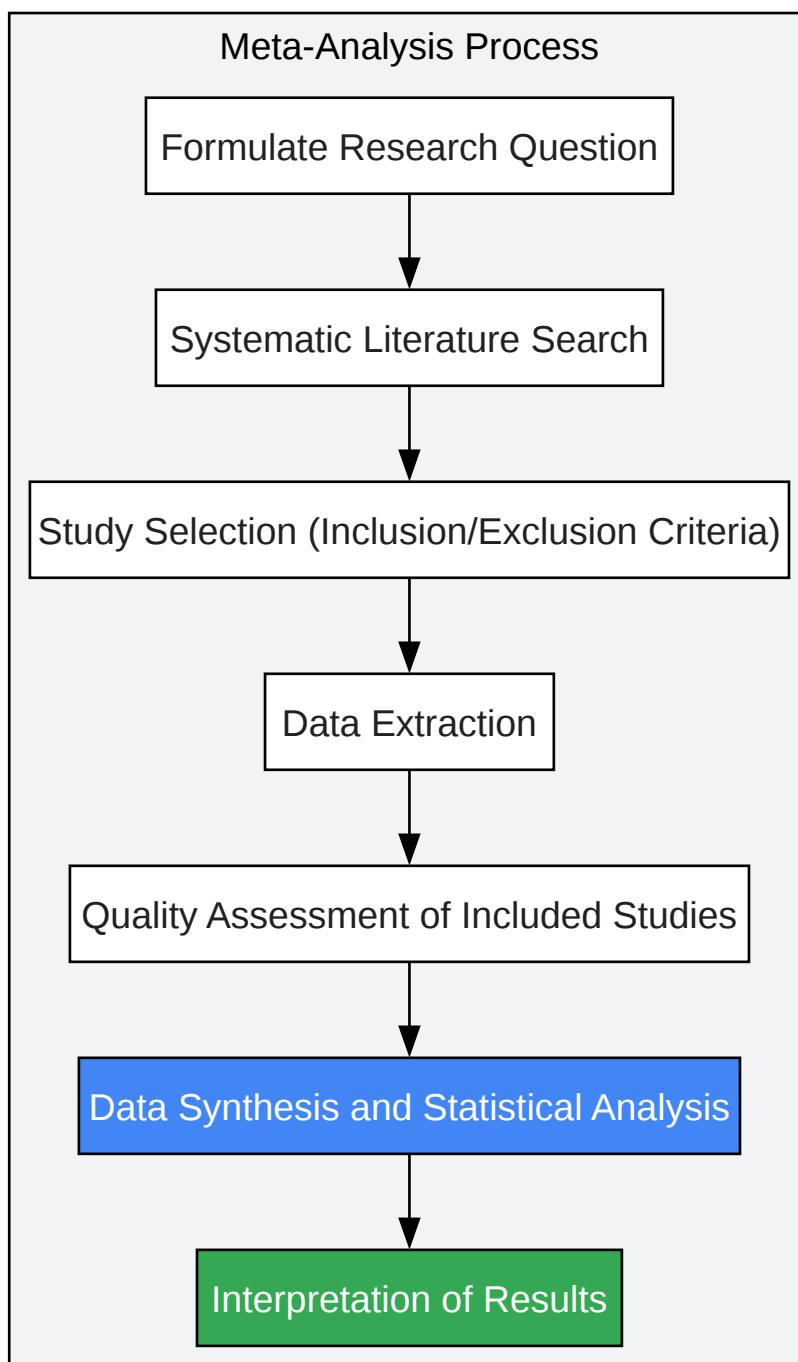 Meta-Analysis Process
Formulate Research Question
Systematic Literature Search
Study Selection (Inclusion/Exclusion Criteria)
Data Extraction
Quality Assessment of Included Studies
Data Synthesis and Statistical Analysis
Interpretation of Results